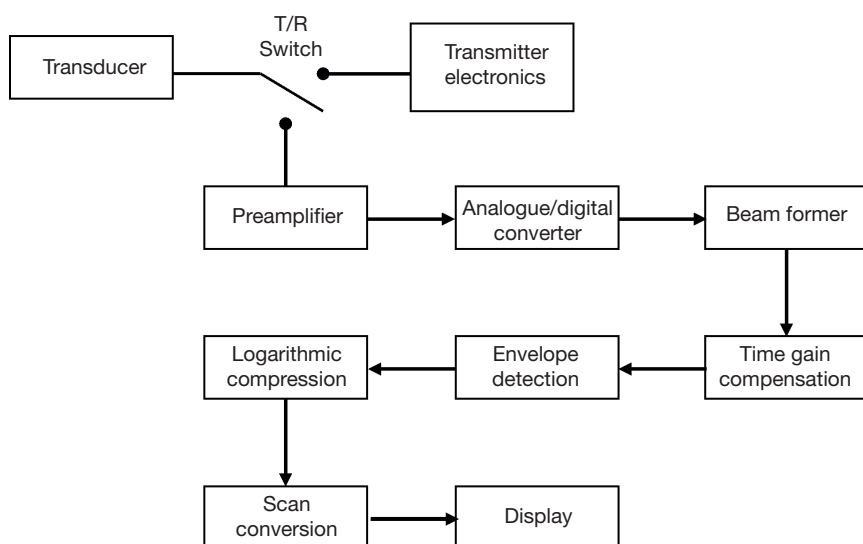 T/R
Switch
Transducer
Transmitter
electronics
Preamplifier
Analogue/digital
converter
Beam former
Logarithmic
compression
Envelope
detection
Time gain
compensation
Scan
conversion
Display